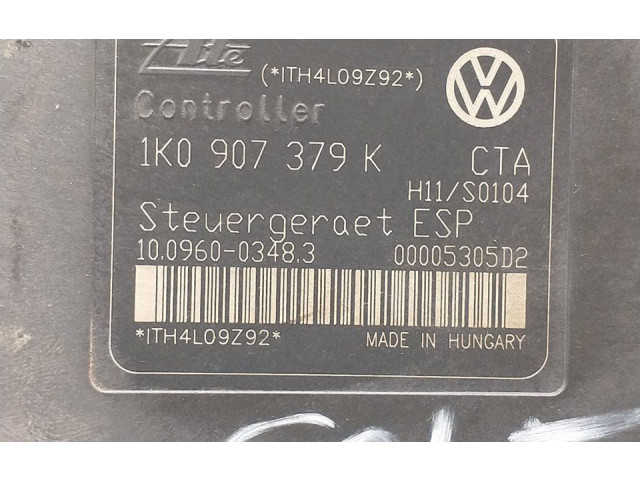 Ate
(*ITH4L09Z92*)
Controller
1K0 907 379 K CTA
H11/S0104
Steuergeraet ESP
10.0960-0348.3 00005305D2
*ITH4L09Z92* MADE IN HUNGARY